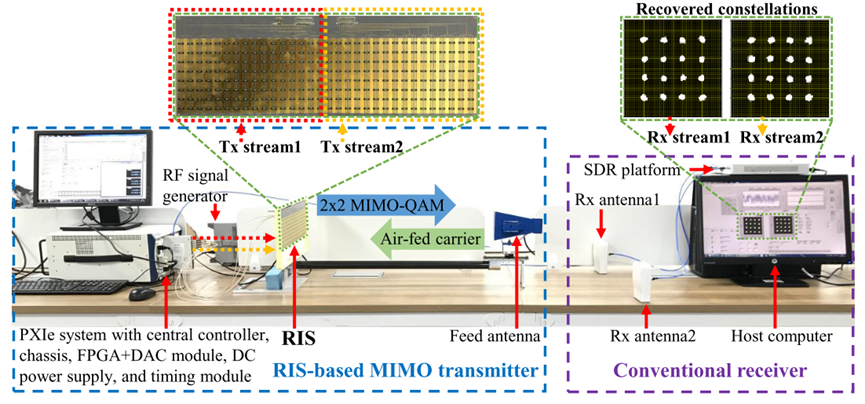 Recovered constellations
Tx stream1 Tx stream2
Rx stream1 Rx stream2
RF signal
generator
2x2 MIMO-QAM
Air-fed carrier
SDR platform
Rx antenna1
PXIe system with central controller,
chassis, FPGA+DAC module, DC
power supply, and timing module
RIS
Feed antenna
Rx antenna2
Host computer
RIS-based MIMO transmitter
Conventional receiver